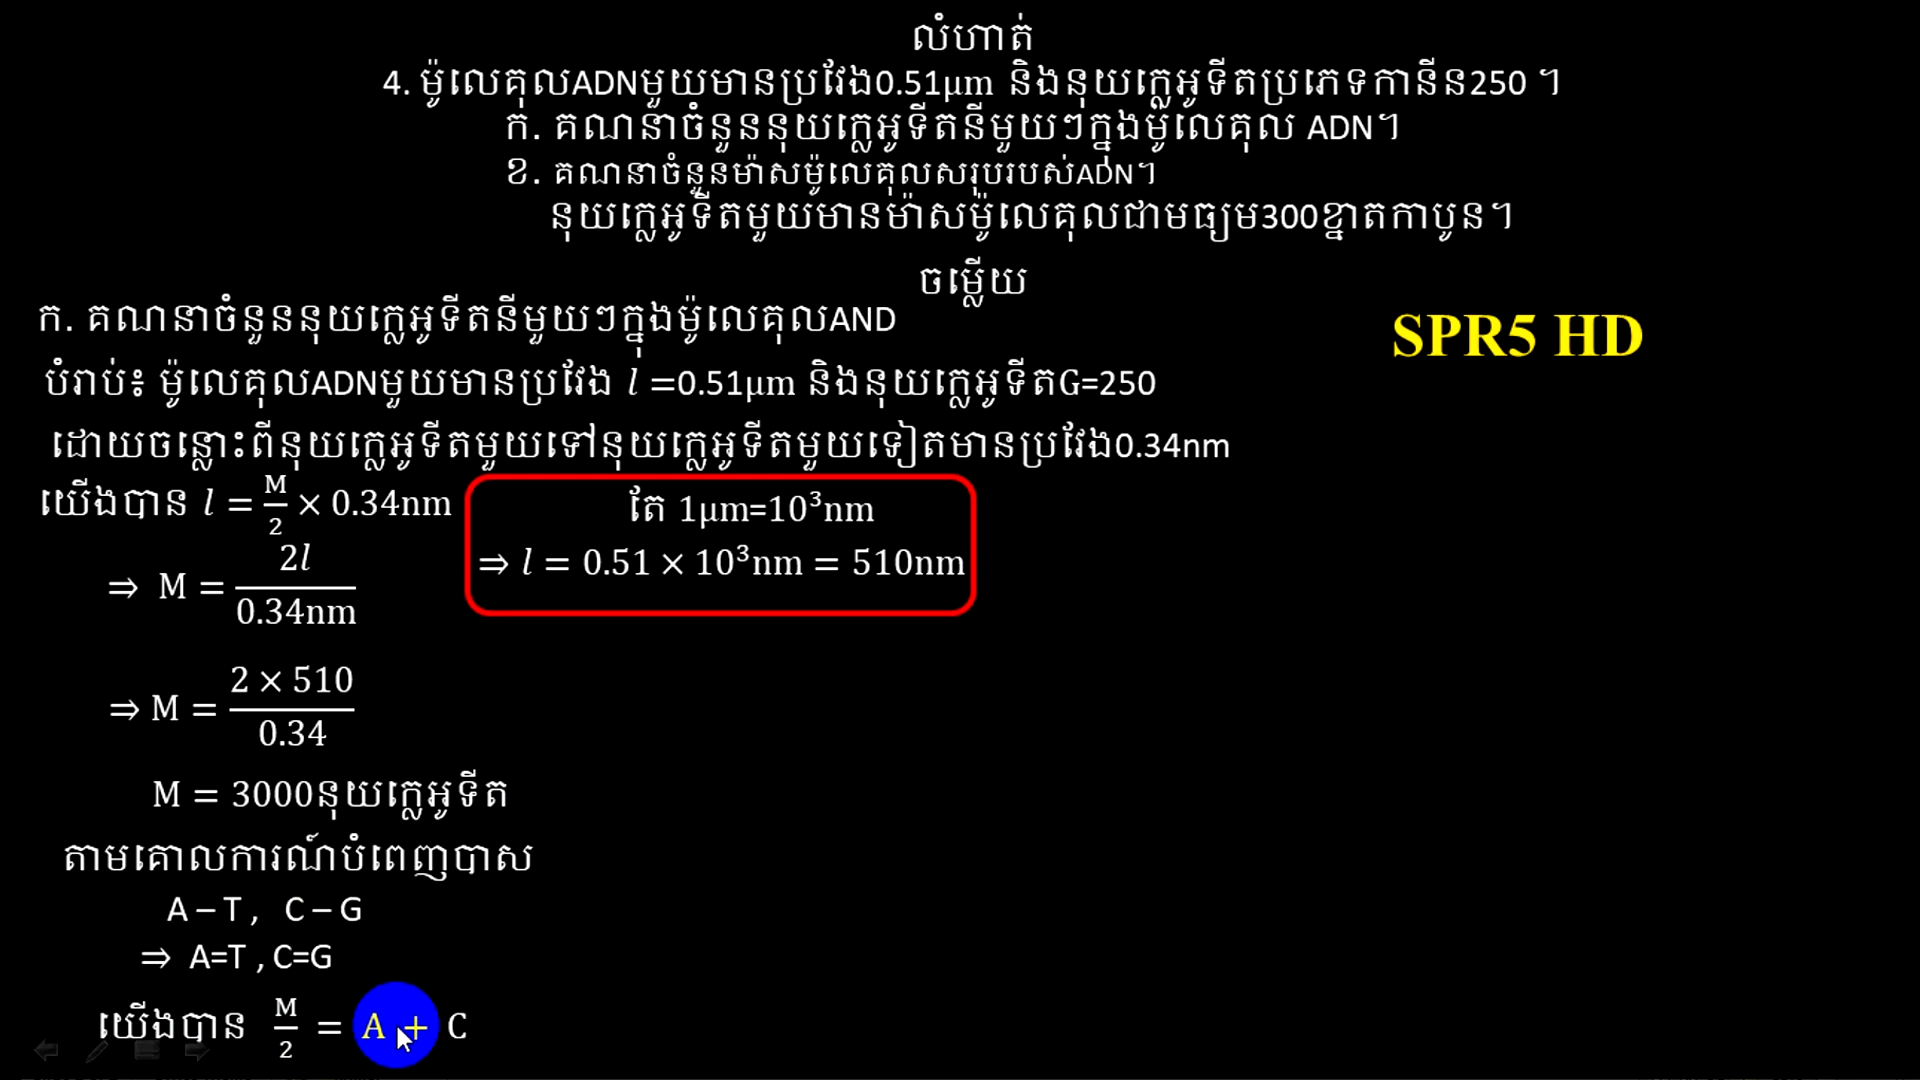 លំហាត់
4. ម៉ូលេគុលADNមួយមានប្រវែង0.51μm និងនុយក្លេអូទីតប្រភេទកានីន250 ។
ក. គណនាចំនួននុយក្លេអូទីតនីមួយៗក្នុងម៉ូលេគុល ADN។
ខ. គណនាចំនួនម៉ាសម៉ូលេគុលសរុបរបស់ADN។
នុយក្លេអូទីតមួយមានម៉ាសម៉ូលេគុលជាមធ្យម300ខ្នាតកាបូន។
ចម្លើយ
ក. គណនាចំនួននុយក្លេអូទីតនីមួយៗក្នុងម៉ូលេគុលAND
SPR5 HD
បំរាប់៖ ម៉ូលេគុលADNមួយមានប្រវែង l =0.51μm និងនុយក្លេអូទីតG=250
ដោយចន្លោះពីនុយក្លេអូទីតមួយទៅនុយក្លេអូទីតមួយទៀតមានប្រវែង0.34nm
យើងបាន l = M/2 × 0.34nm
តែ 1μm=10³nm
⇒ l = 0.51 × 10³nm = 510nm
⇒ M = 2l/0.34nm
⇒ M = 2 × 510/0.34
M = 3000នុយក្លេអូទីត
តាមគោលការណ៍បំពេញបាស
A – T , C – G
⇒ A=T , C=G
យើងបាន M/2 = A + C